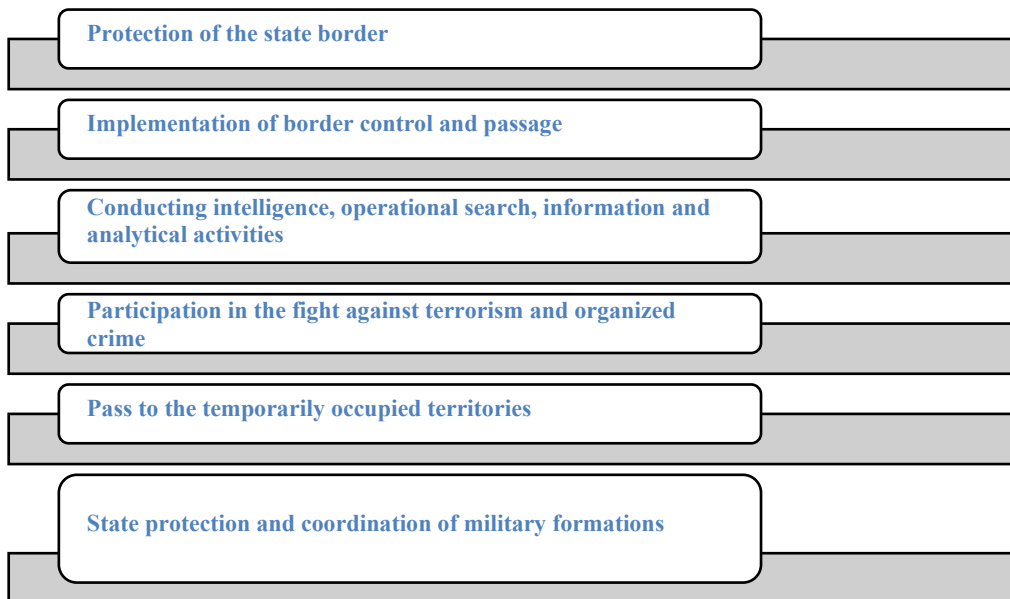 Protection of the state border
Implementation of border control and passage
Conducting intelligence, operational search, information and
analytical activities
Participation in the fight against terrorism and organized
crime
Pass to the temporarily occupied territories
State protection and coordination of military formations